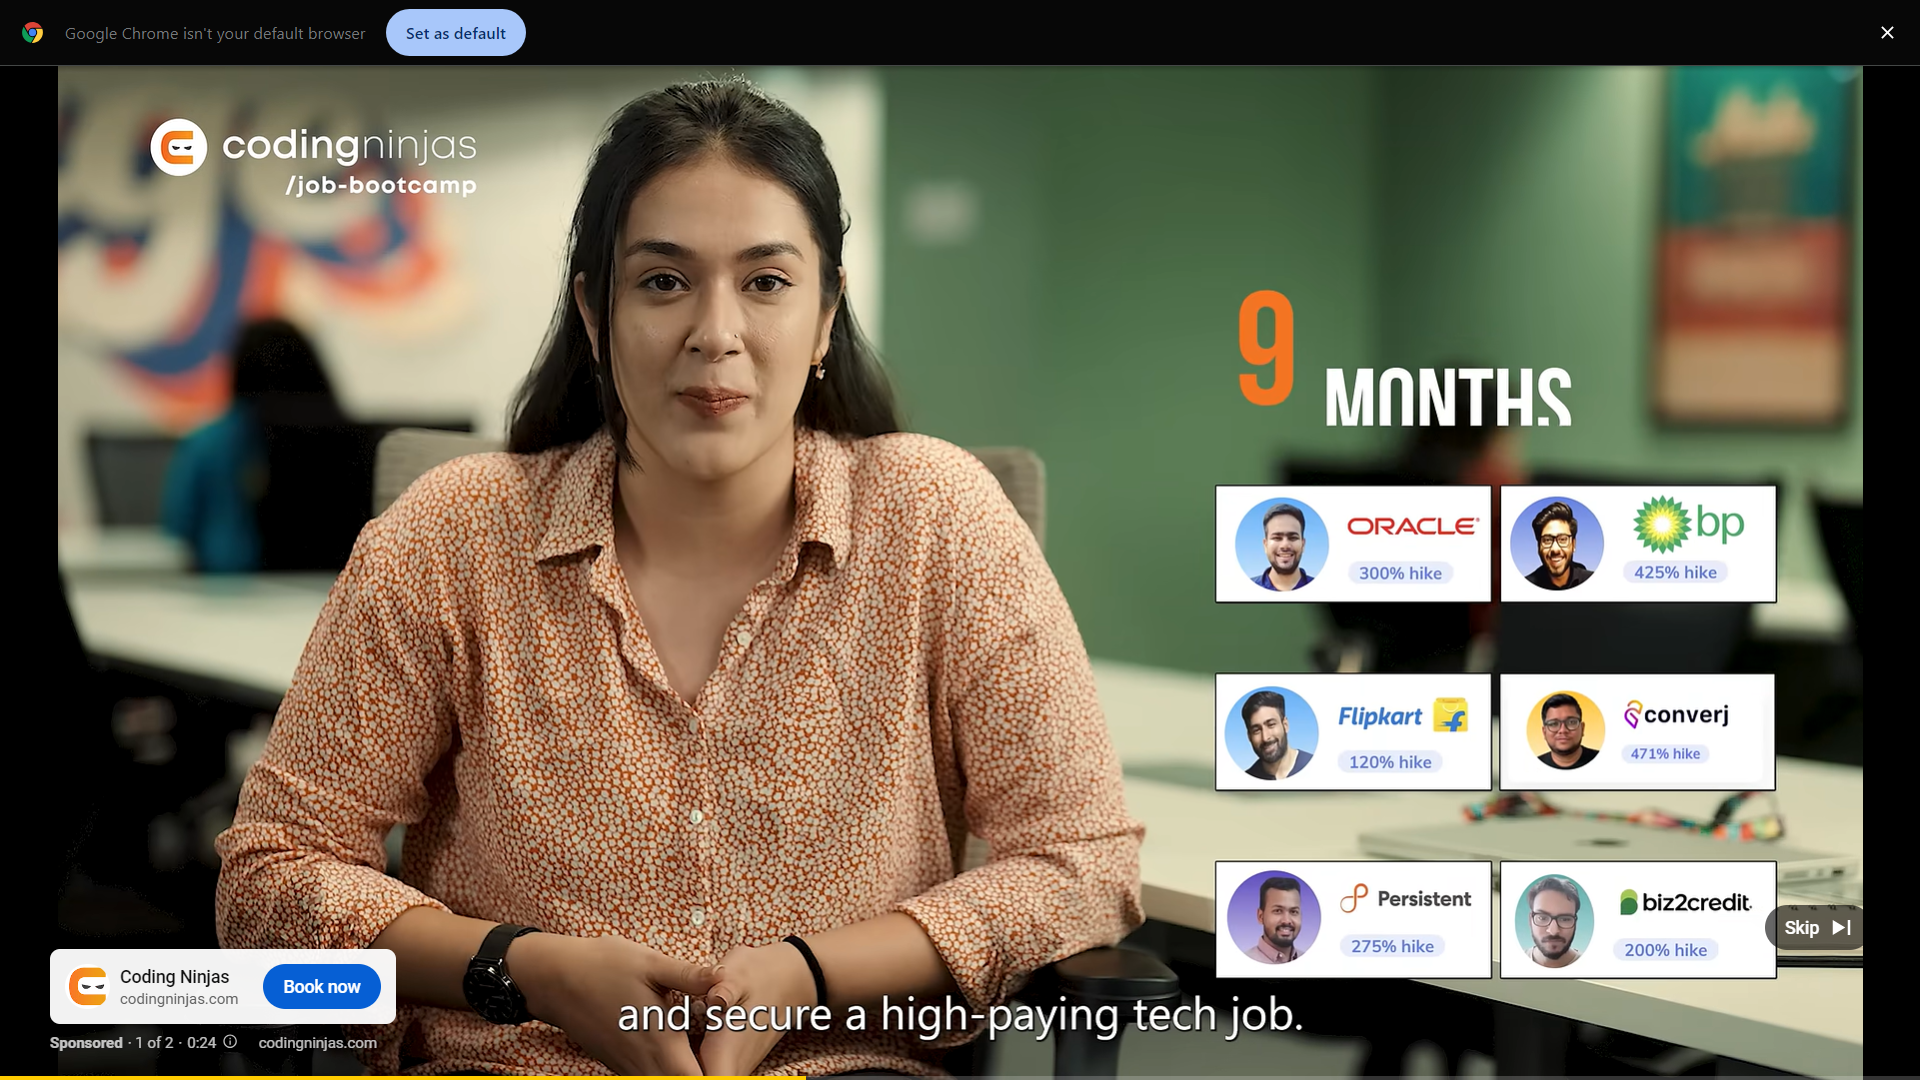 Google Chrome isn't your default browser
Set as default
codingninjas
/job-bootcamp
9 MONTHS
ORACLE
300% hike
bp
425% hike
Flipkart
120% hike
converj
471% hike
Persistent
275% hike
biz2credit
200% hike
Skip
Coding Ninjas
codingninjas.com
Book now
and secure a high-paying tech job.
Sponsored · 1 of 2 · 0:24
codingninjas.com